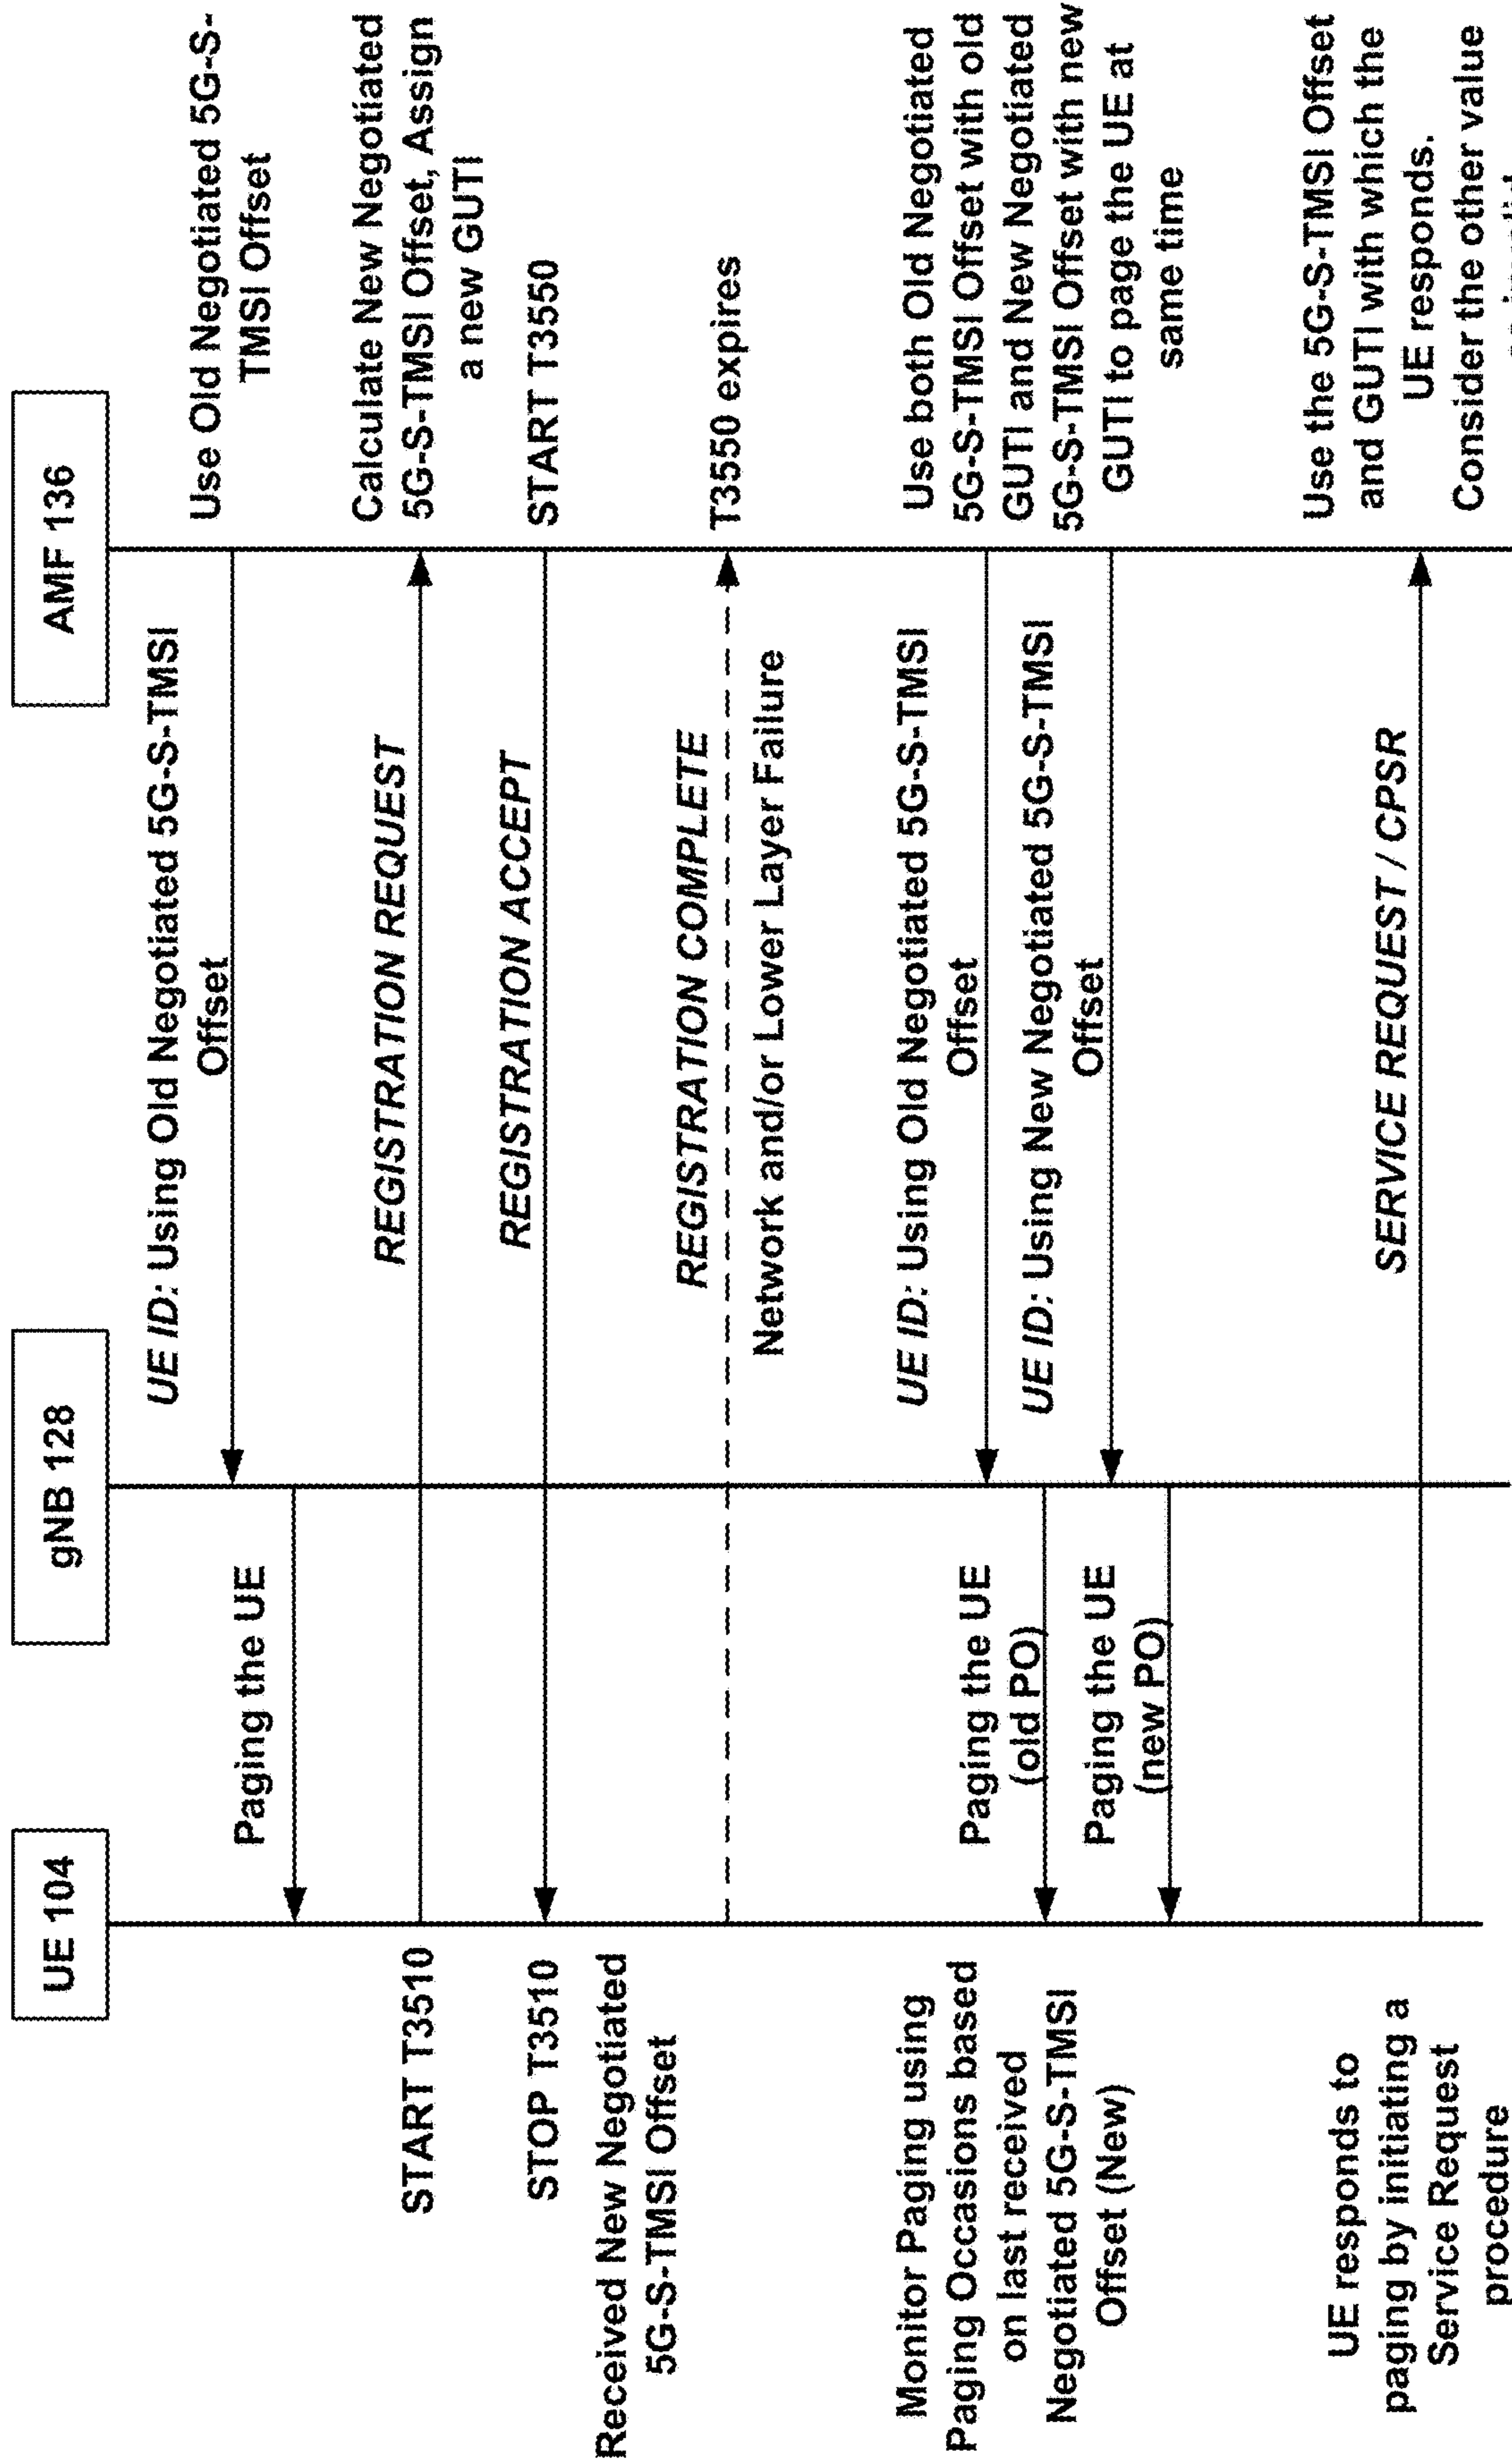 UE 104
gNB 128
AMF 136
UE ID: Using Old Negotiated 5G-S-TMSI
Offset
Use Old Negotiated 5G-S-
TMSI Offset
Paging the UE
START T3510
REGISTRATION REQUEST
Calculate New Negotiated
5G-S-TMSI Offset, Assign
a new GUTI
STOP T3510
REGISTRATION ACCEPT
START T3550
Received New Negotiated
5G-S-TMSI Offset
REGISTRATION COMPLETE
Network and/or Lower Layer Failure
T3550 expires
Monitor Paging using
Paging Occasions based
on last received
Negotiated 5G-S-TMSI
Offset (New)
UE ID: Using Old Negotiated 5G-S-TMSI
Offset
Paging the UE
(old PO)
UE ID: Using New Negotiated 5G-S-TMSI
Offset
Paging the UE
(new PO)
Use both Old Negotiated
5G-S-TMSI Offset with old
GUTI and New Negotiated
5G-S-TMSI Offset with new
GUTI to page the UE at
same time
UE responds to
paging by initiating a
Service Request
procedure
SERVICE REQUEST / CPSR
Use the 5G-S-TMSI Offset
and GUTI with which the
UE responds.
Consider the other value